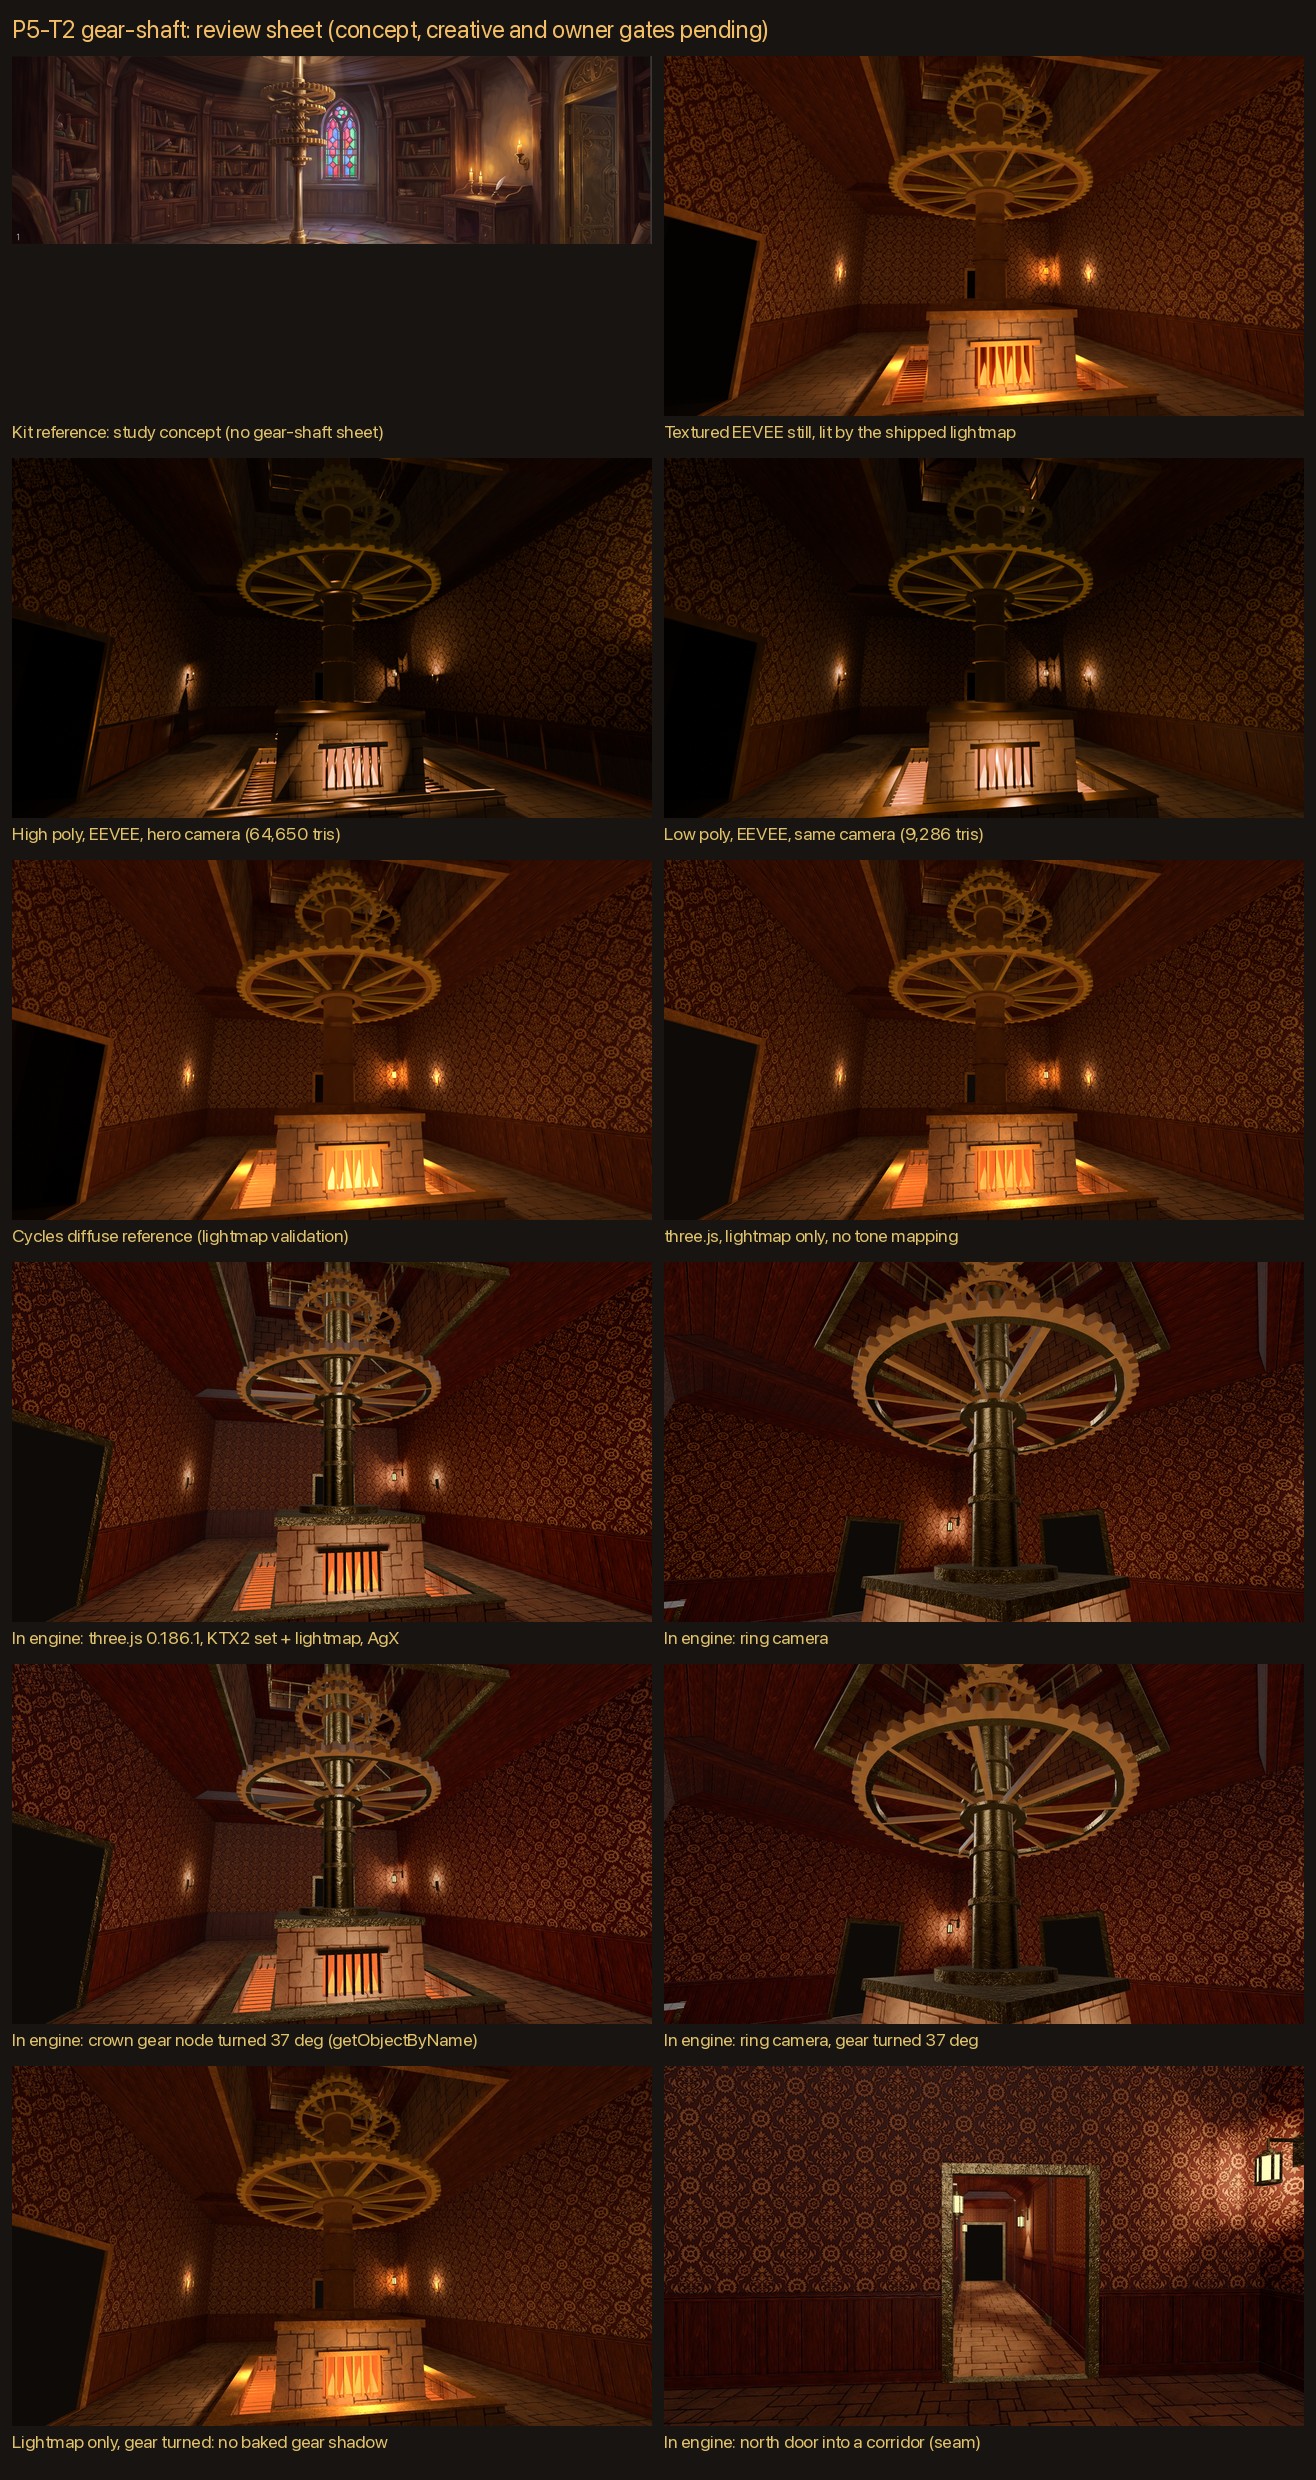 P5-T2 gear-shaft: review sheet (concept, creative and owner gates pending)
1
Kit reference: study concept (no gear-shaft sheet)
Textured EEVEE still, lit by the shipped lightmap
High poly, EEVEE, hero camera (64,650 tris)
Low poly, EEVEE, same camera (9,286 tris)
Cycles diffuse reference (lightmap validation)
three.js, lightmap only, no tone mapping
In engine: three.js 0.186.1, KTX2 set + lightmap, AgX
In engine: ring camera
In engine: crown gear node turned 37 deg (getObjectByName)
In engine: ring camera, gear turned 37 deg
Lightmap only, gear turned: no baked gear shadow
In engine: north door into a corridor (seam)